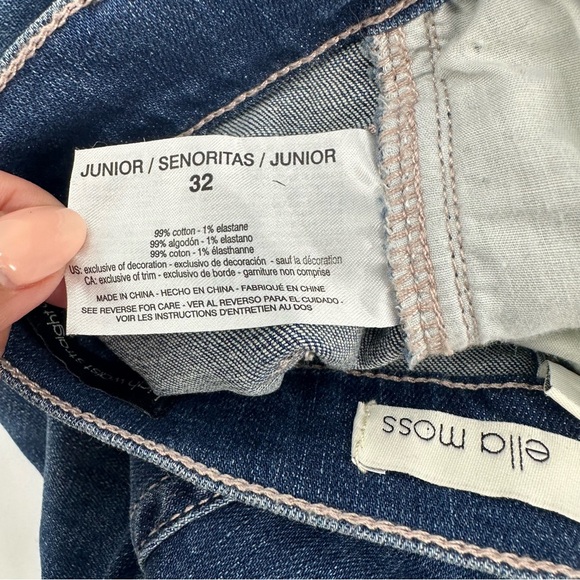 JUNIOR / SENORITAS / JUNIOR
32
99% cotton - 1% elastane
99% algodón - 1% elastano
99% coton - 1% élasthanne
US: exclusive of decoration - exclusivo de decoración - sauf la décoration
CA: exclusive of trim - exclusivo de borde - garniture non comprise
MADE IN CHINA - HECHO EN CHINA - FABRIQUÉ EN CHINE
SEE REVERSE FOR CARE - VER AL REVERSO PARA EL CUIDADO -
VOIR LES INSTRUCTIONS D'ENTRETIEN AU DOS
ella moss